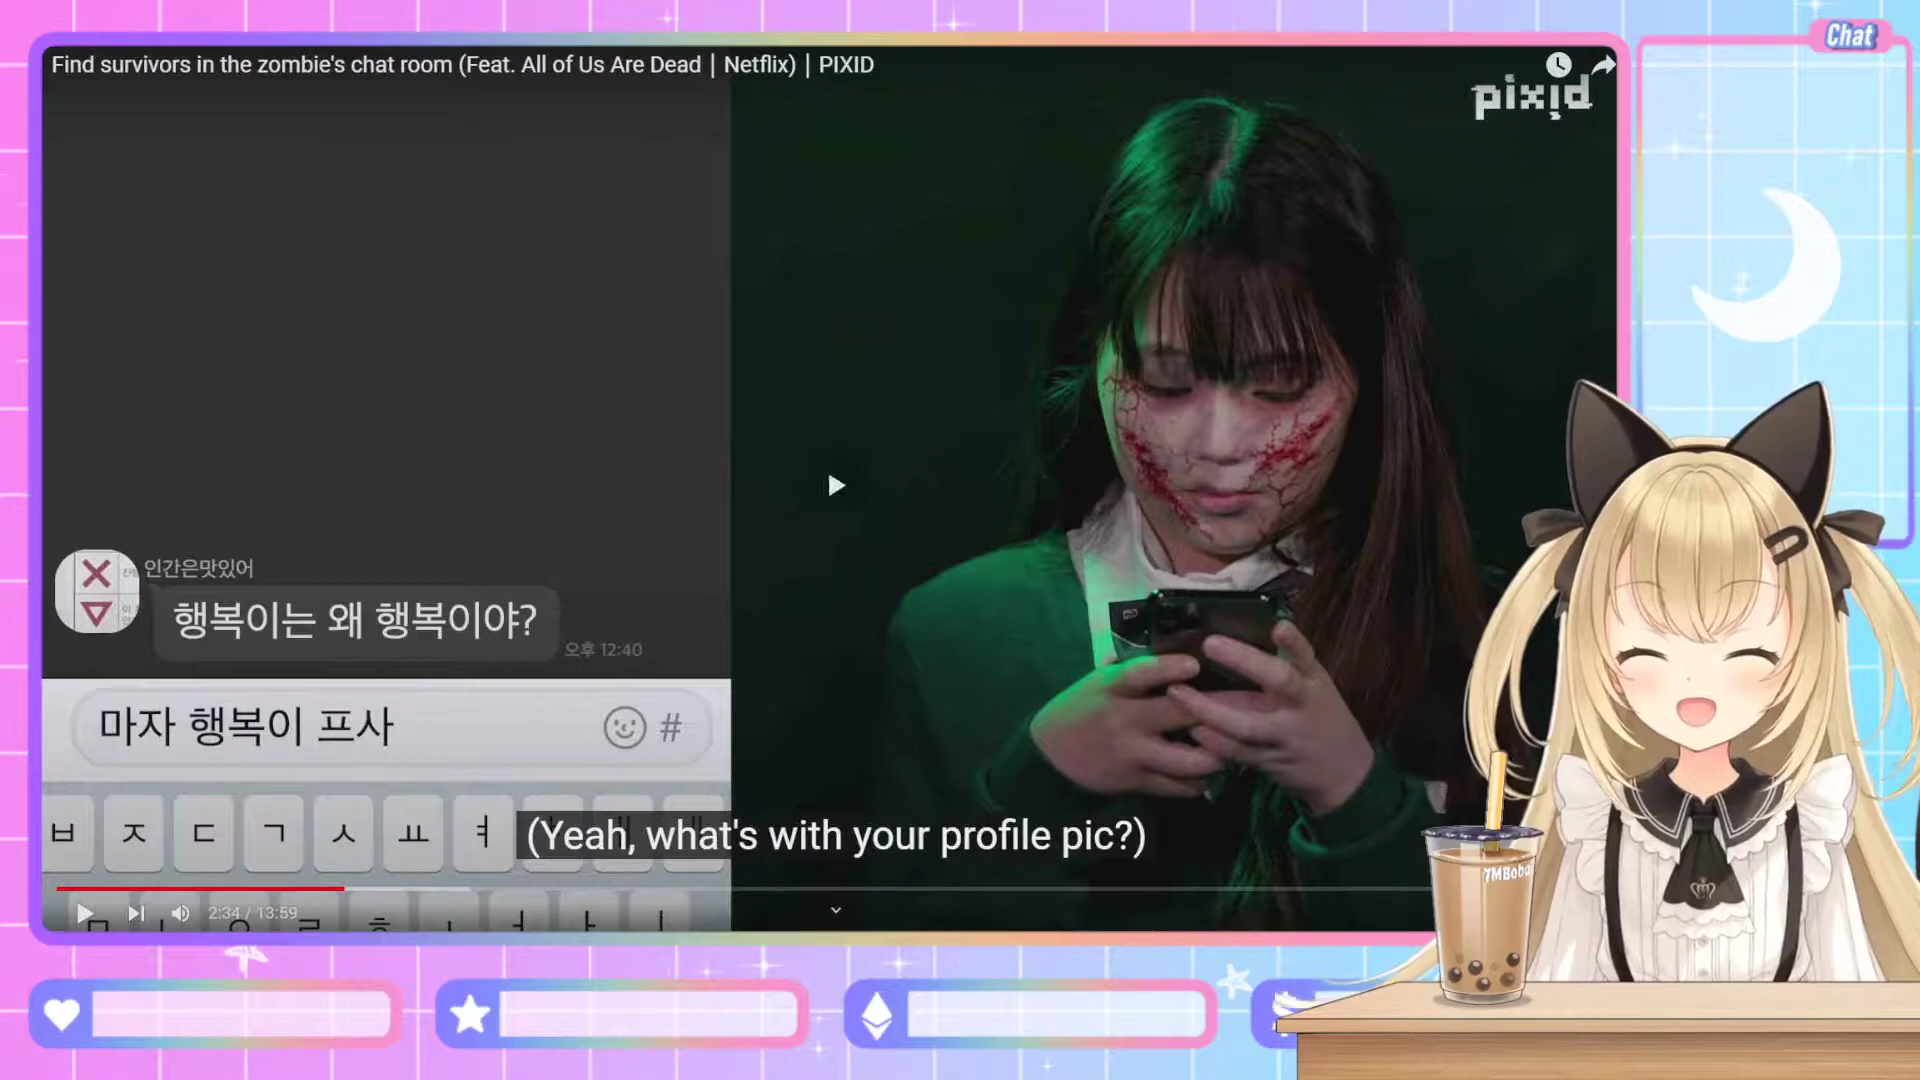 Chat
Find survivors in the zombie's chat room (Feat. All of Us Are Dead | Netflix) | PIXID
pixid
인간은맛있어
행복이는 왜 행복이야?
오후 12:40
마자 행복이 프사
#
ㅂ ㅈ ㄷ ㄱ ㅅ ㅛ ㅕ
(Yeah, what's with your profile pic?)
2:34 / 13:59
7MBoba